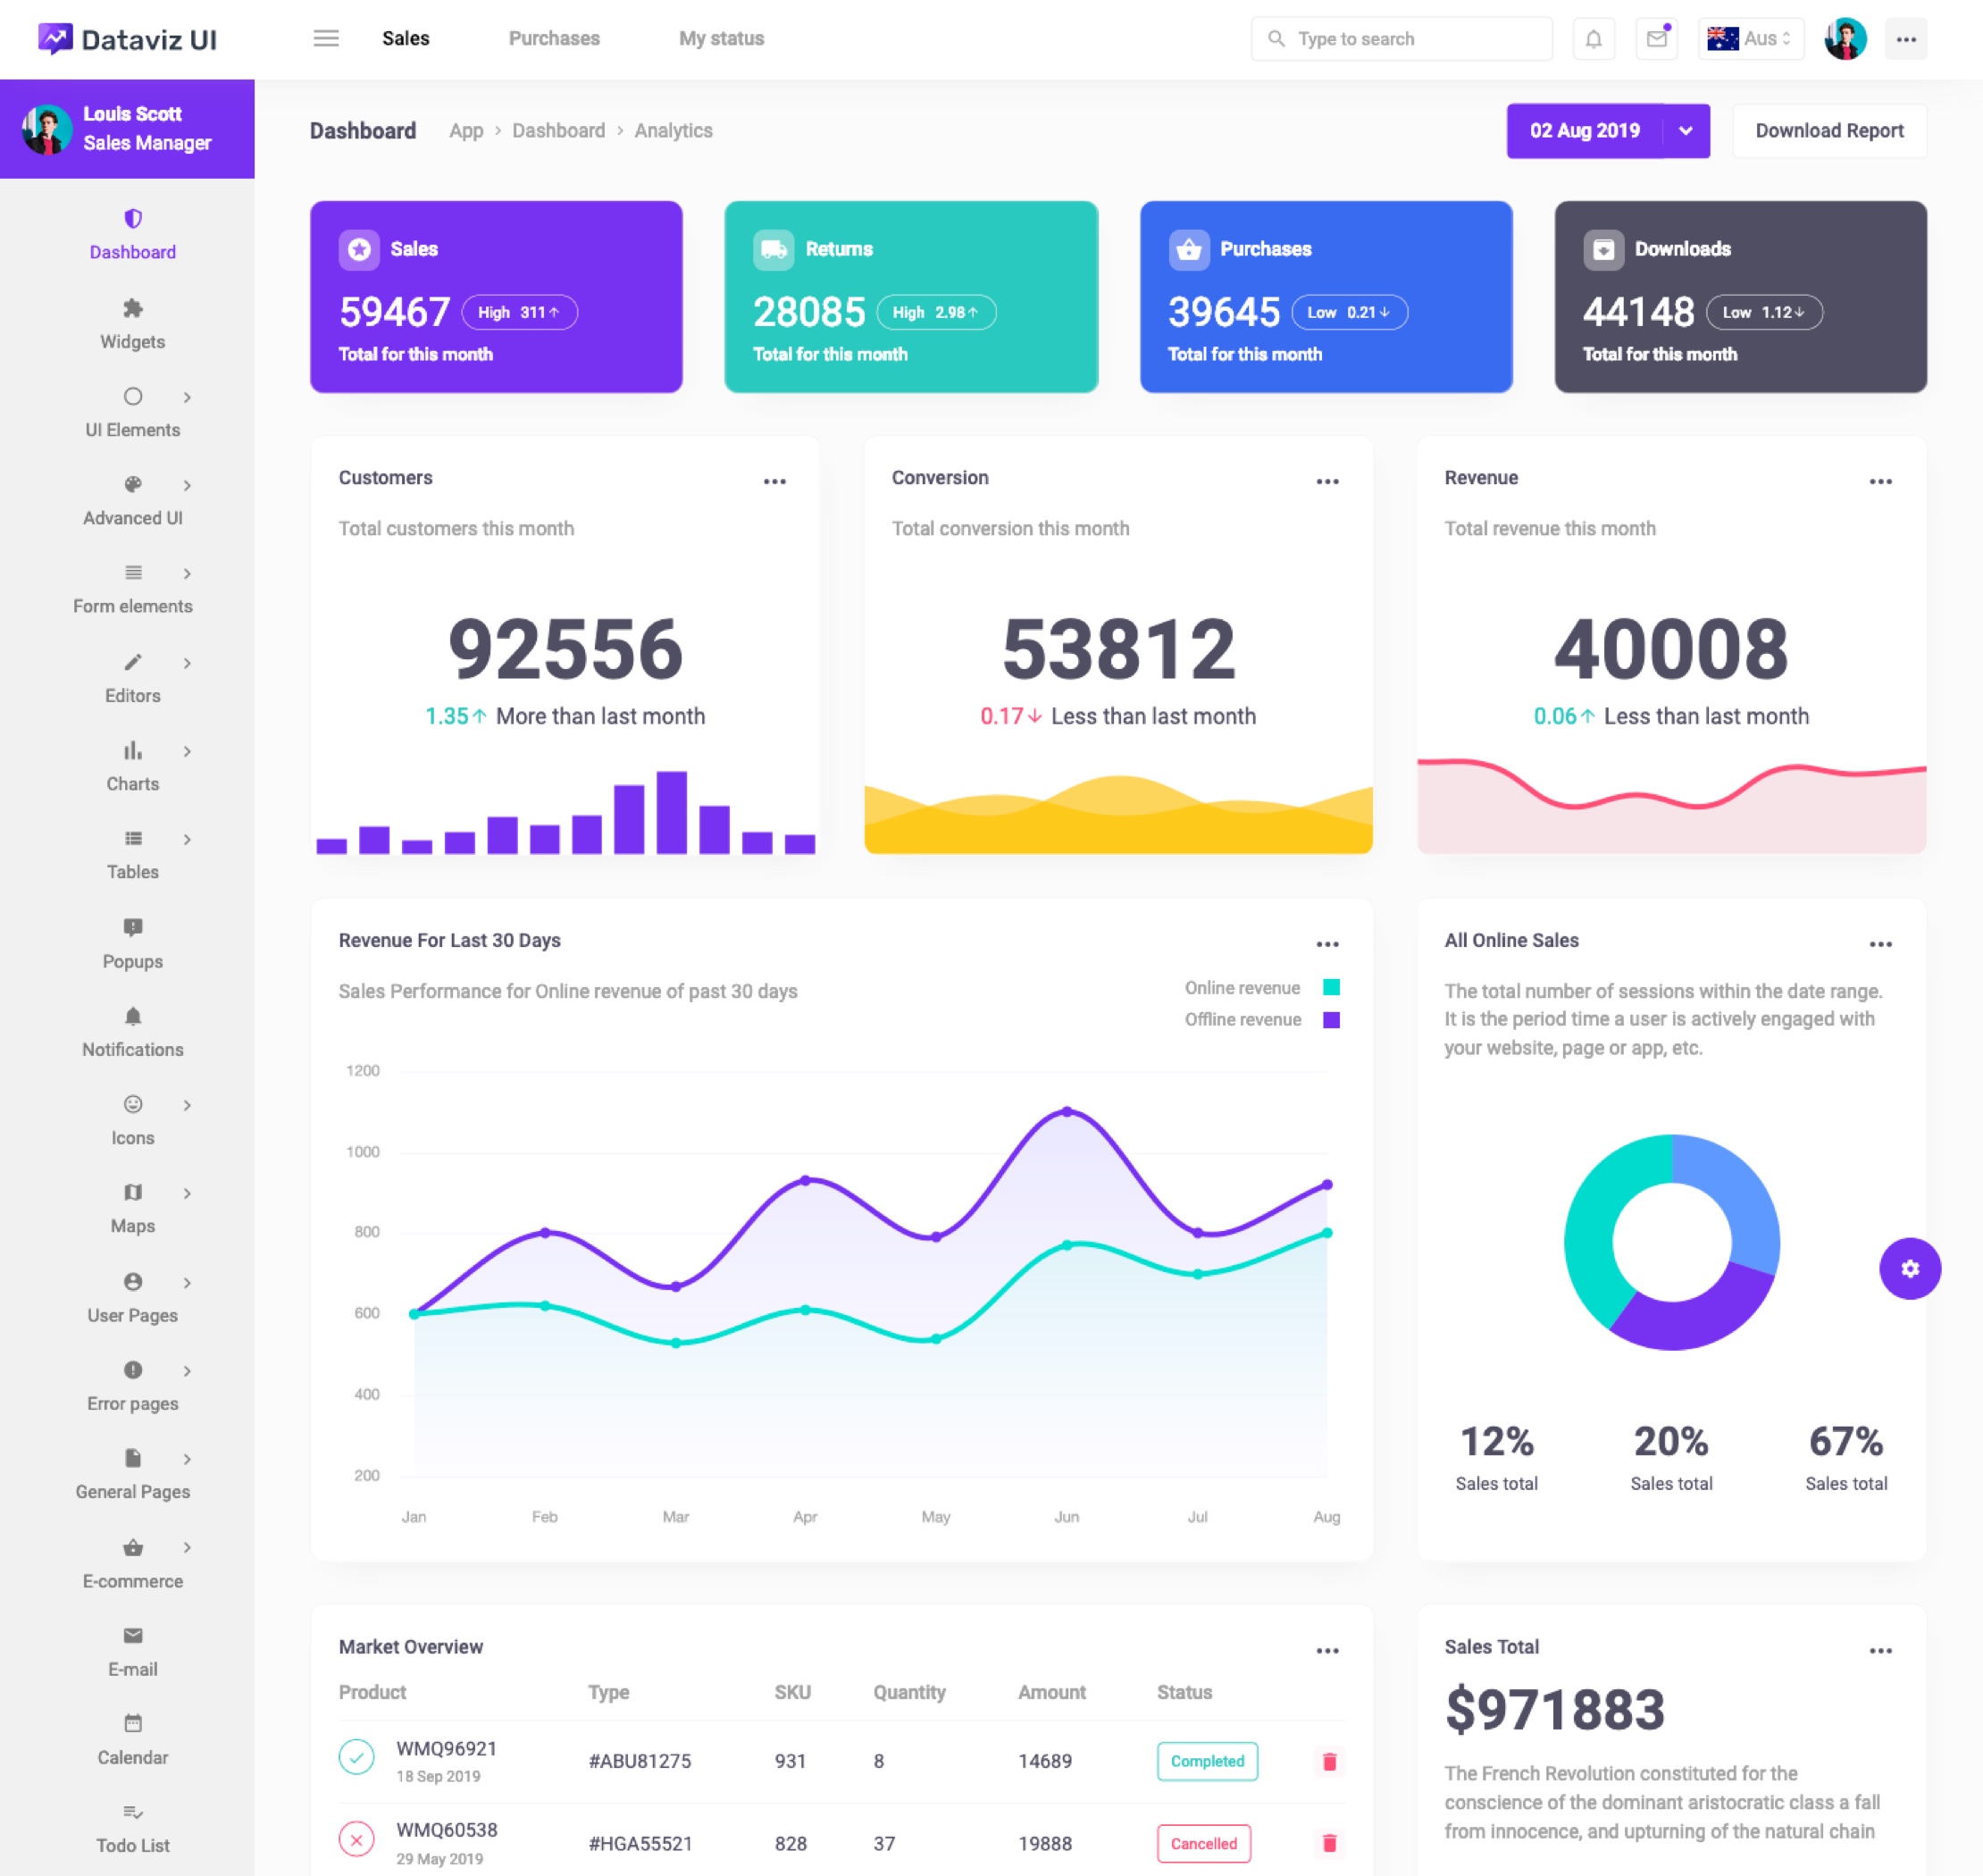 Dataviz UI
Sales
Purchases
My status
Type to search
Aus
Louis Scott
Sales Manager
Dashboard
Widgets
UI Elements
Advanced UI
Form elements
Editors
Charts
Tables
Popups
Notifications
Icons
Maps
User Pages
Error pages
General Pages
E-commerce
E-mail
Calendar
Todo List
Dashboard
App > Dashboard > Analytics
02 Aug 2019
Download Report
Sales
59467 High 311↑
Total for this month
Returns
28085 High 2.98↑
Total for this month
Purchases
39645 Low 0.21↓
Total for this month
Downloads
44148 Low 1.12↓
Total for this month
Customers
Total customers this month
92556
1.35↑ More than last month
Conversion
Total conversion this month
53812
0.17↓ Less than last month
Revenue
Total revenue this month
40008
0.06↑ Less than last month
Revenue For Last 30 Days
Sales Performance for Online revenue of past 30 days
Online revenue
Offline revenue
1200
1000
800
600
400
200
Jan Feb Mar Apr May Jun Jul Aug
All Online Sales
The total number of sessions within the date range.
It is the period time a user is actively engaged with
your website, page or app, etc.
12% 20% 67%
Sales total Sales total Sales total
Market Overview
Product Type SKU Quantity Amount Status
WMQ96921
18 Sep 2019
#ABU81275 931 8 14689 Completed
WMQ60538
29 May 2019
#HGA55521 828 37 19888 Cancelled
Sales Total
$971883
The French Revolution constituted for the
conscience of the dominant aristocratic class a fall
from innocence, and upturning of the natural chain